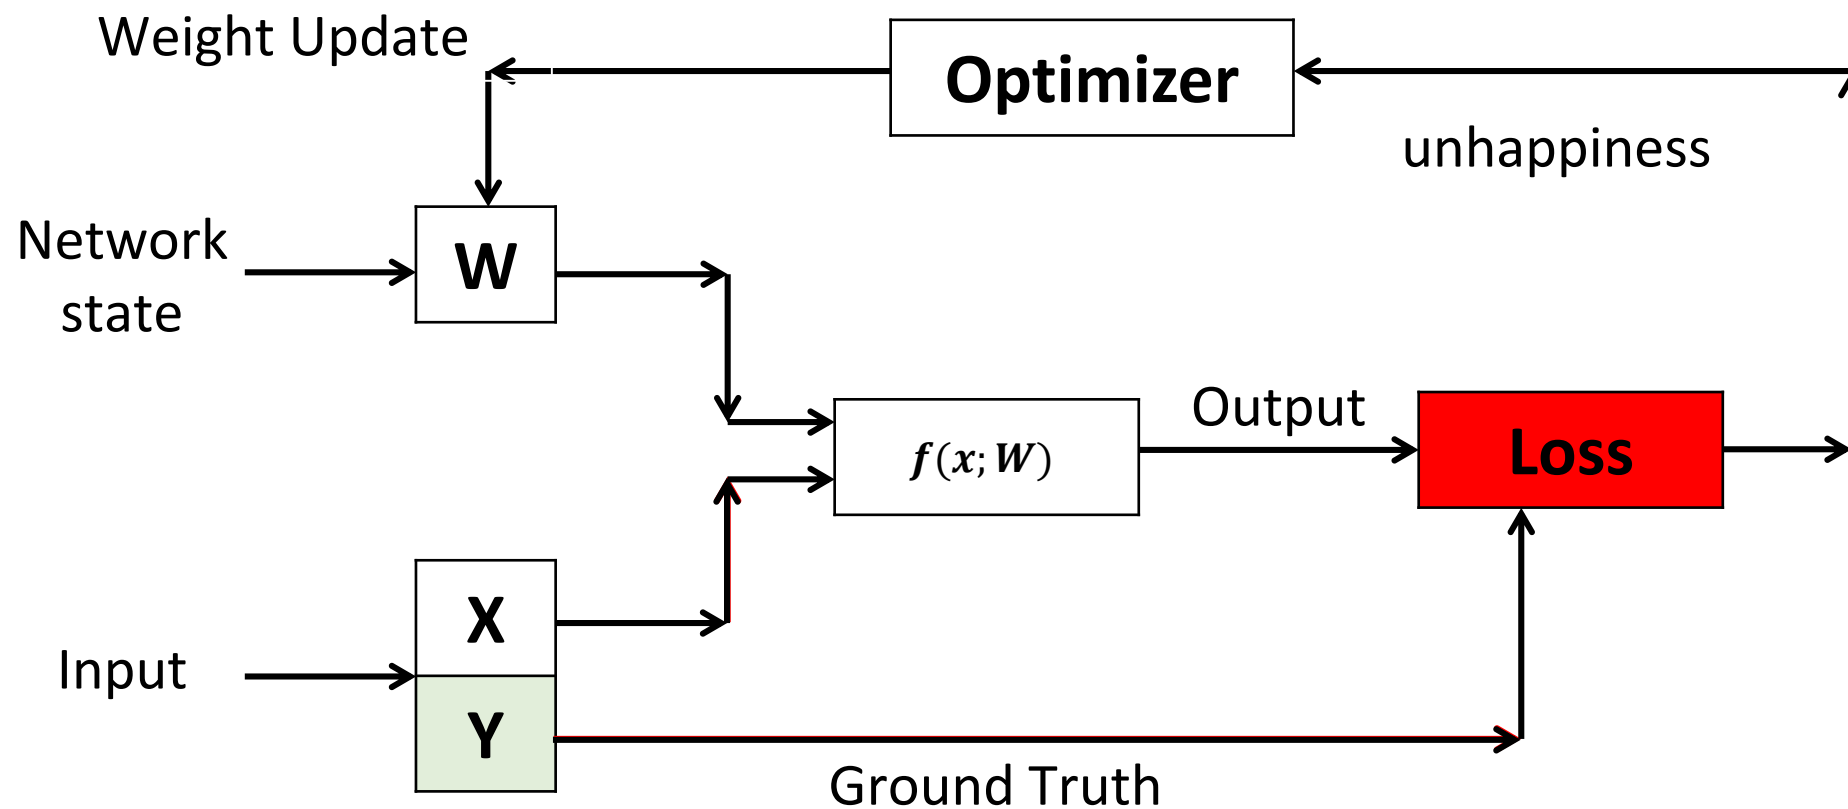 Weight Update
Optimizer
unhappiness
Network
state
W
Output
f(x; W)
Loss
X
Input
Y
Ground Truth